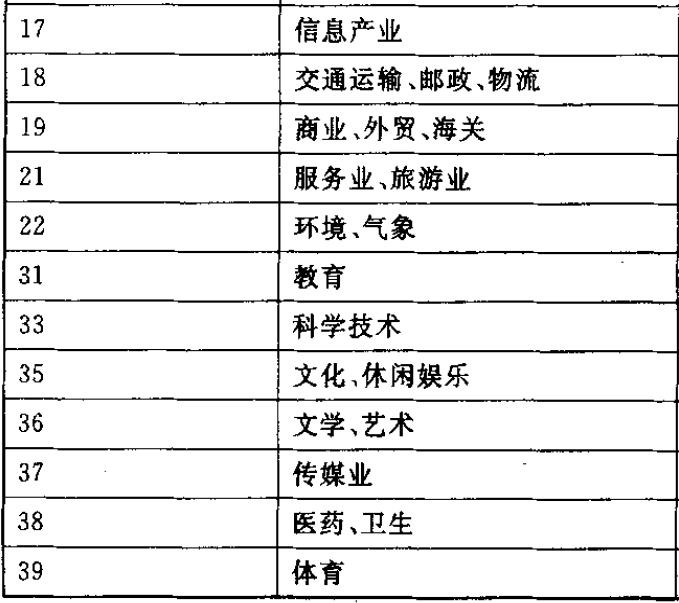 17 信息产业
18 交通运输、邮政、物流
19 商业、外贸、海关
21 服务业、旅游业
22 环境、气象
31 教育
33 科学技术
35 文化、休闲娱乐
36 文学、艺术
37 传媒业
38 医药、卫生
39 体育